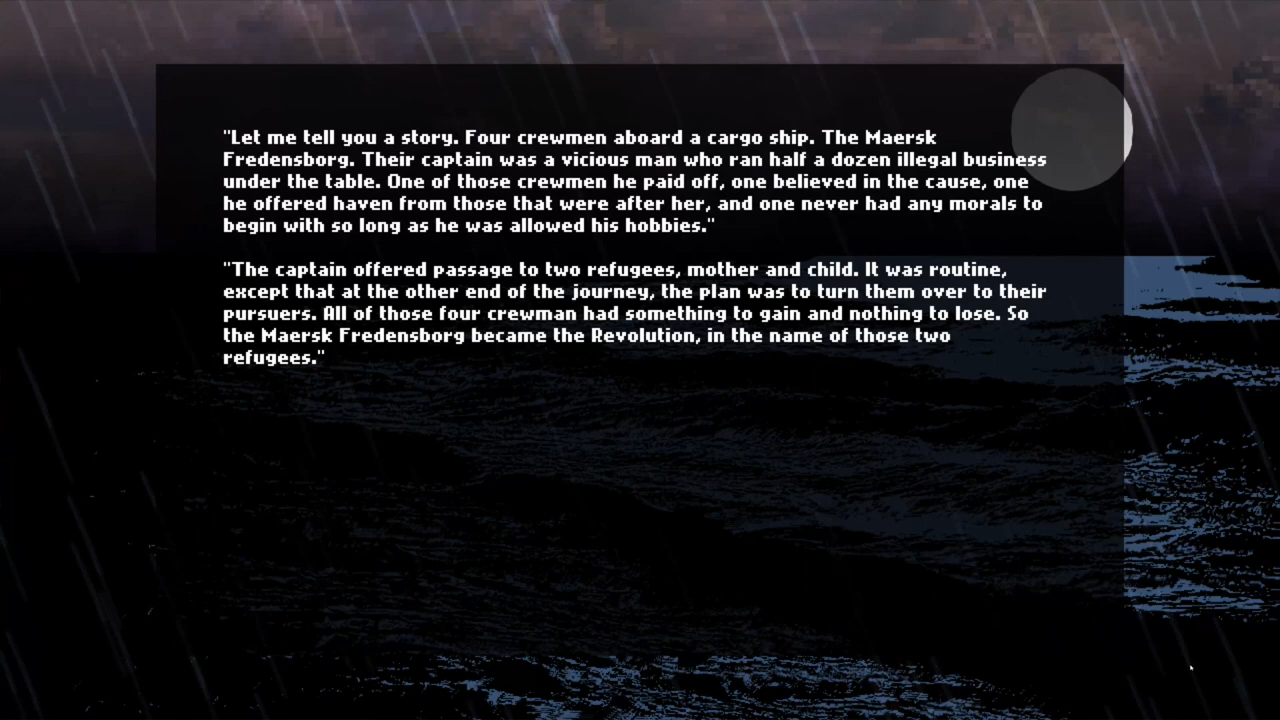 "Let me tell you a story. Four crewmen aboard a cargo ship. The Maersk
Fredensborg. Their captain was a vicious man who ran half a dozen illegal business
under the table. One of those crewmen he paid off, one believed in the cause, one
he offered haven from those that were after her, and one never had any morals to
begin with so long as he was allowed his hobbies."
"The captain offered passage to two refugees, mother and child. It was routine,
except that at the other end of the journey, the plan was to turn them over to their
pursuers. All of those four crewman had something to gain and nothing to lose. So
the Maersk Fredensborg became the Revolution, in the name of those two
refugees."